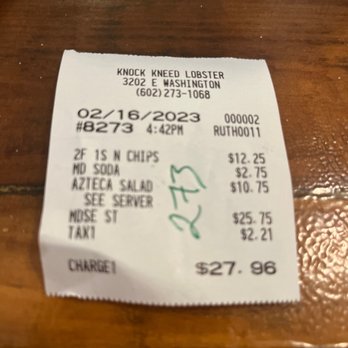 KNOCK KNEED LOBSTER
3202 E WASHINGTON
(602)273-1068
02/16/2023 000002
#8273 4:42PM RUTH0011
2F 1S N CHIPS $12.25
MD SODA $2.75
AZTECA SALAD $10.75
SEE SERVER
MDSE ST $25.75
TAX1 $2.21
CHARGE1 $27.96
273